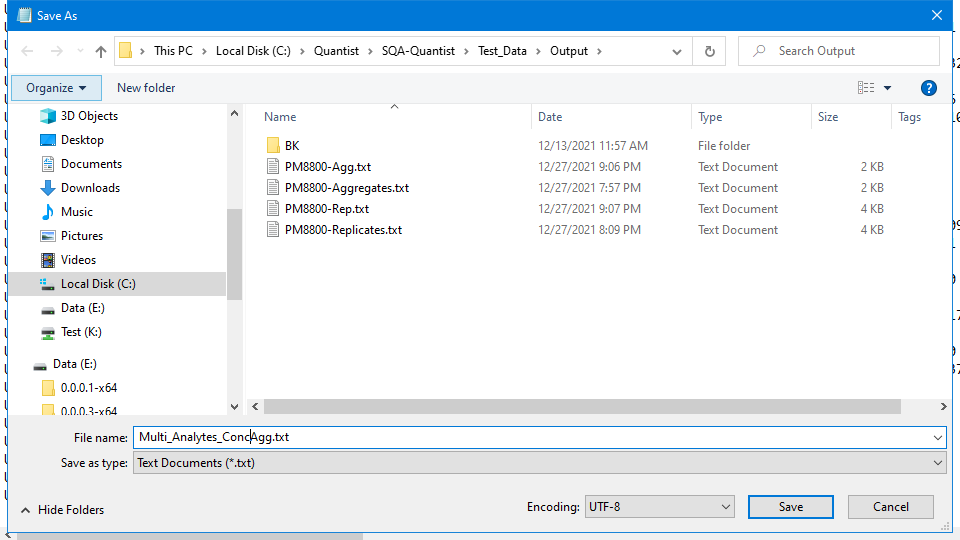 Save As
This PC > Local Disk (C:) > Quantist > SQA-Quantist > Test_Data > Output >
Search Output
Organize
New folder
?
3D Objects
Desktop
Documents
Downloads
Music
Pictures
Videos
Local Disk (C:)
Data (E:)
Test (K:)
Data (E:)
0.0.0.1-x64
0.0.0.3-x64
Name Date Type Size Tags
BK 12/13/2021 11:57 AM File folder
PM8800-Agg.txt 12/27/2021 9:06 PM Text Document 2 KB
PM8800-Aggregates.txt 12/27/2021 7:57 PM Text Document 2 KB
PM8800-Rep.txt 12/27/2021 9:07 PM Text Document 4 KB
PM8800-Replicates.txt 12/27/2021 8:09 PM Text Document 4 KB
File name: Multi_Analytes_ConcAgg.txt
Save as type: Text Documents (*.txt)
Hide Folders
Encoding: UTF-8
Save
Cancel